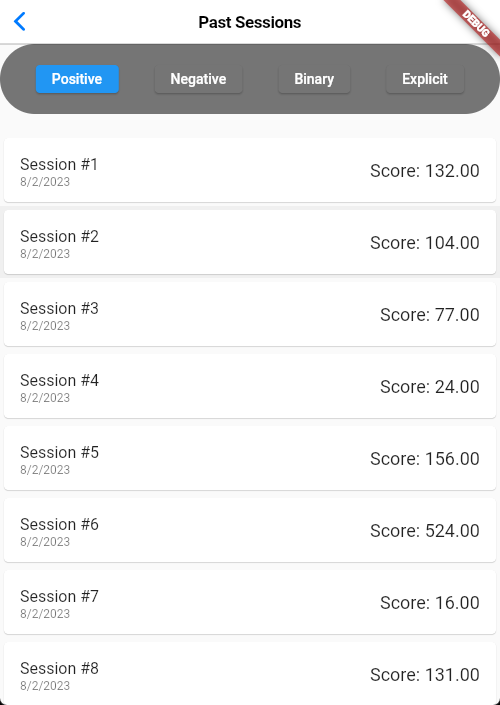 Past Sessions
DEBUG
Positive Negative Binary Explicit
Session #1
8/2/2023
Score: 132.00
Session #2
8/2/2023
Score: 104.00
Session #3
8/2/2023
Score: 77.00
Session #4
8/2/2023
Score: 24.00
Session #5
8/2/2023
Score: 156.00
Session #6
8/2/2023
Score: 524.00
Session #7
8/2/2023
Score: 16.00
Session #8
8/2/2023
Score: 131.00